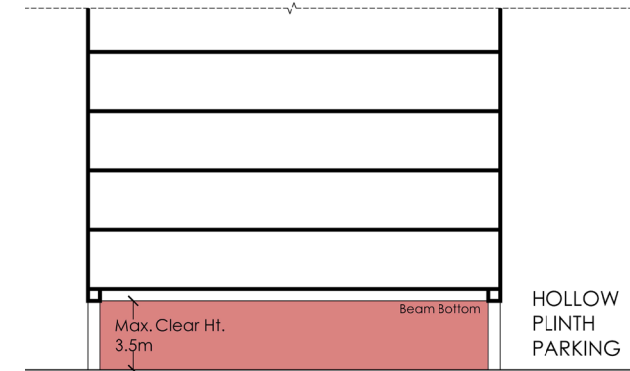 Beam Bottom
Max. Clear Ht.
3.5m
HOLLOW
PLINTH
PARKING